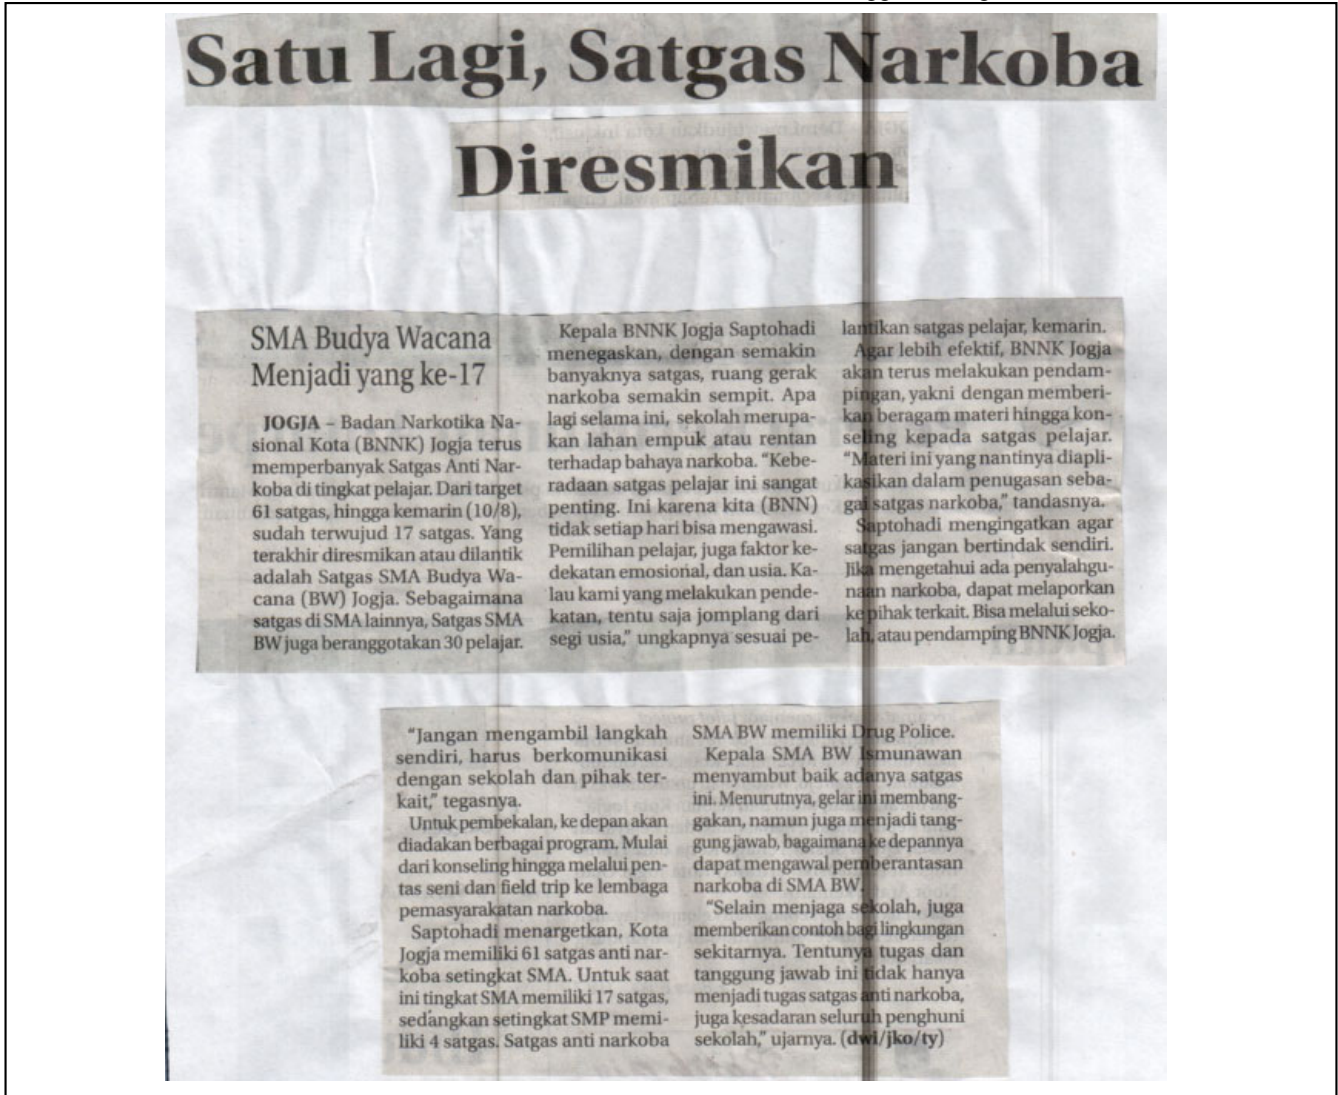 Satu Lagi, Satgas Narkoba
Diresmikan
SMA Budya Wacana
Menjadi yang ke-17
JOGJA – Badan Narkotika Na-
sional Kota (BNNK) Jogja terus
memperbanyak Satgas Anti Nar-
koba di tingkat pelajar. Dari target
61 satgas, hingga kemarin (10/8),
sudah terwujud 17 satgas. Yang
terakhir diresmikan atau dilantik
adalah Satgas SMA Budya Wa-
cana (BW) Jogja. Sebagaimana
satgas di SMA lainnya, Satgas SMA
BW juga beranggotakan 30 pelajar.
Kepala BNNK Jogja Saptohadi
menegaskan, dengan semakin
banyaknya satgas, ruang gerak
narkoba semakin sempit. Apa
lagi selama ini, sekolah merupa-
kan lahan empuk atau rentan
terhadap bahaya narkoba. “Kebe-
radaan satgas pelajar ini sangat
penting. Ini karena kita (BNN)
tidak setiap hari bisa mengawasi.
Pemilihan pelajar, juga faktor ke-
dekatan emosional, dan usia. Ka-
lau kami yang melakukan pende-
katan, tentu saja jomplang dari
segi usia,” ungkapnya sesuai pe-
lantikan satgas pelajar, kemarin.
Agar lebih efektif, BNNK Jogja
akan terus melakukan pendam-
pingan, yakni dengan memberi-
kan beragam materi hingga kon-
seling kepada satgas pelajar.
“Materi ini yang nantinya diapli-
kasikan dalam penugasan seba-
gai satgas narkoba,” tandasnya.
Saptohadi mengingatkan agar
satgas jangan bertindak sendiri.
Jika mengetahui ada penyalahgu-
naan narkoba, dapat melaporkan
ke pihak terkait. Bisa melalui seko-
lah, atau pendamping BNNK Jogja.
“Jangan mengambil langkah
sendiri, harus berkomunikasi
dengan sekolah dan pihak ter-
kait,” tegasnya.
Untuk pembekalan, ke depan akan
diadakan berbagai program. Mulai
dari konseling hingga melalui pen-
tas seni dan field trip ke lembaga
pemasyarakatan narkoba.
Saptohadi menargetkan, Kota
Jogja memiliki 61 satgas anti nar-
koba setingkat SMA. Untuk saat
ini tingkat SMA memiliki 17 satgas,
sedangkan setingkat SMP memi-
liki 4 satgas. Satgas anti narkoba
SMA BW memiliki Drug Police.
Kepala SMA BW Ismunawan
menyambut baik adanya satgas
ini. Menurutnya, gelar ini membang-
gakan, namun juga menjadi tang-
gung jawab, bagaimana ke depannya
dapat mengawal pemberantasan
narkoba di SMA BW.
“Selain menjaga sekolah, juga
memberikan contoh bagi lingkungan
sekitarnya. Tentunya tugas dan
tanggung jawab ini tidak hanya
menjadi tugas satgas anti narkoba,
juga kesadaran seluruh penghuni
sekolah,” ujarnya. (dwi/jko/ty)